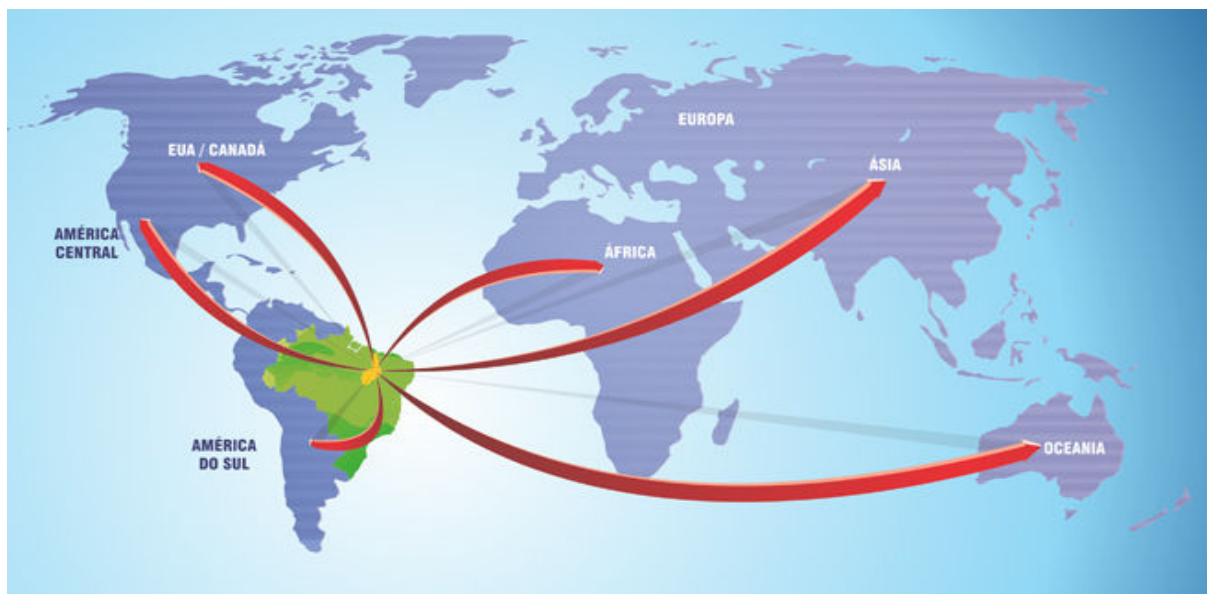 EUROPA
EUA / CANADÁ
ÁSIA
AMÉRICA
CENTRAL
ÁFRICA
AMÉRICA
DO SUL
OCEANIA